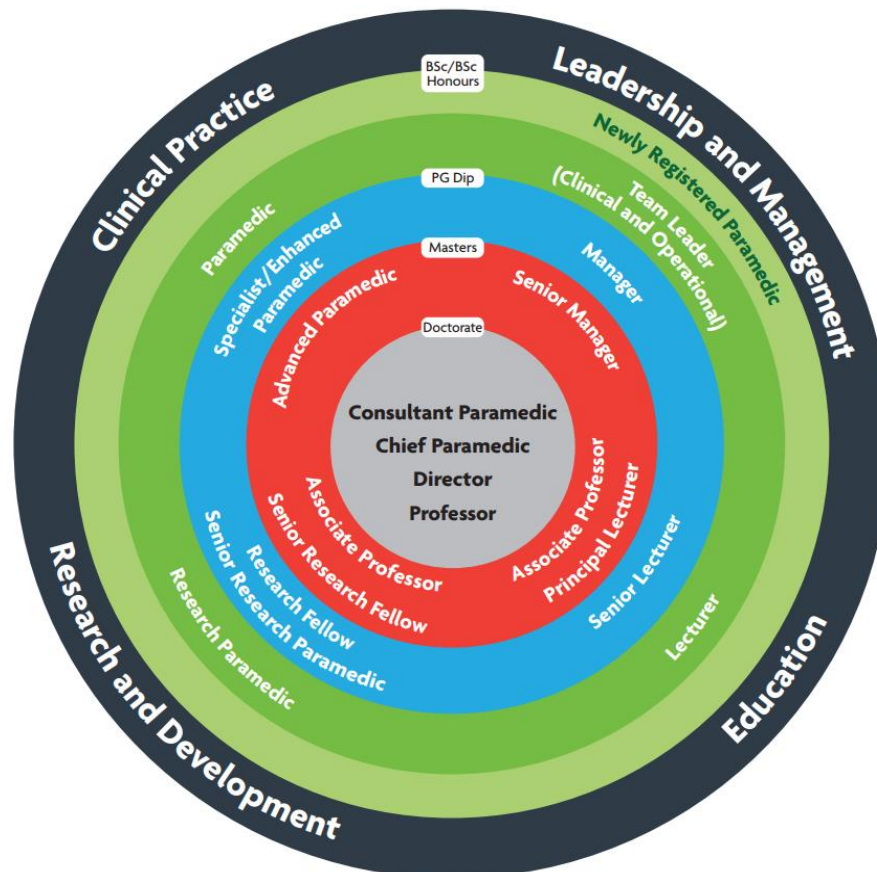 Clinical Practice
Leadership and Management
Education
Research and Development
BSc/BSc
Honours
Newly Registered Paramedic
Paramedic
Team Leader
(Clinical and Operational)
Lecturer
Research Paramedic
PG Dip
Specialist/Enhanced
Paramedic
Manager
Senior Lecturer
Research Fellow
Senior Research Paramedic
Masters
Advanced Paramedic
Senior Manager
Associate Professor
Principal Lecturer
Associate Professor
Senior Research Fellow
Doctorate
Consultant Paramedic
Chief Paramedic
Director
Professor